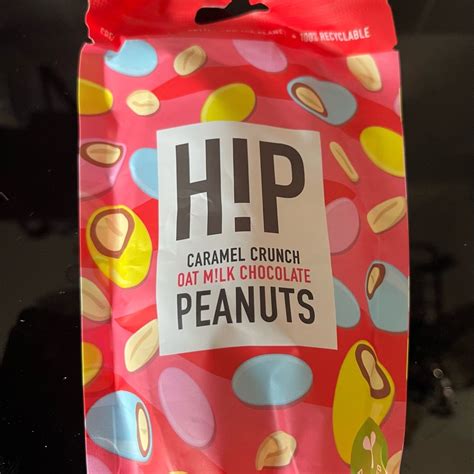 100% RECYCLABLE
H!P
CARAMEL CRUNCH
OAT M!LK CHOCOLATE
PEANUTS